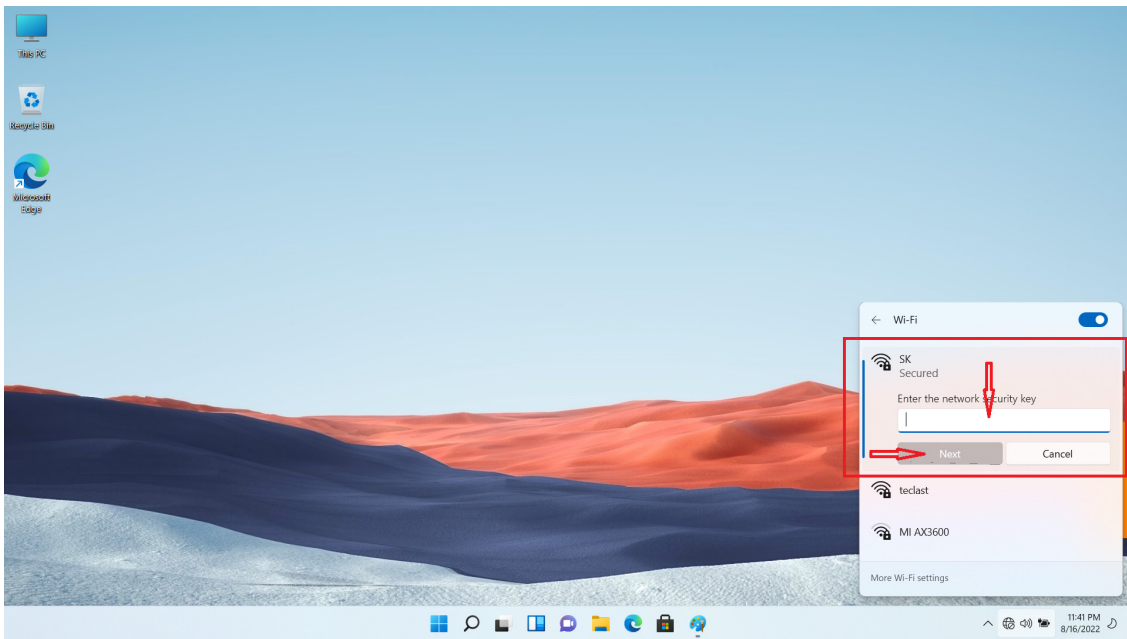 This PC
Recycle Bin
Microsoft
Edge
Wi-Fi
SK
Secured
Enter the network security key
Next
Cancel
teclast
MI AX3600
More Wi-Fi settings
11:41 PM
8/16/2022